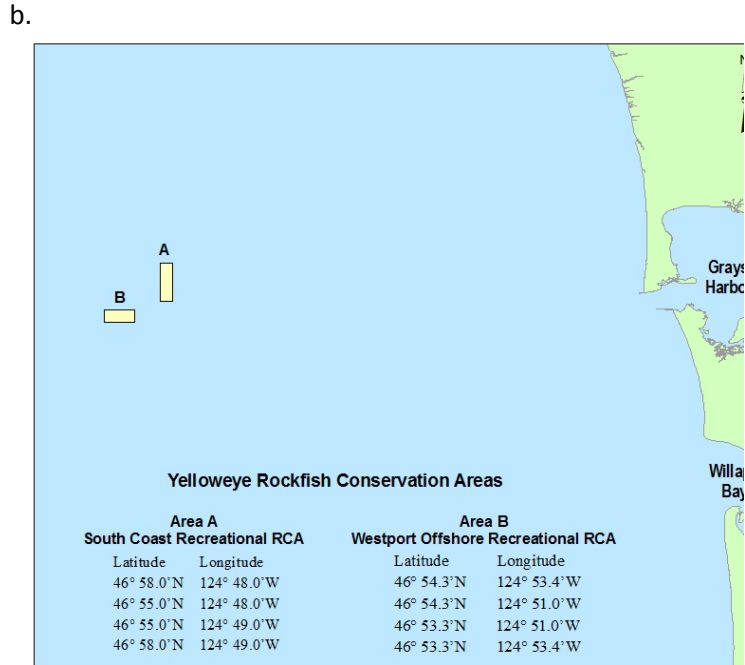 b.
N
A
B
Grays
Harbo
Yelloweye Rockfish Conservation Areas
Willap
Bay
Area A
South Coast Recreational RCA
Latitude Longitude
46° 58.0'N 124° 48.0'W
46° 55.0'N 124° 48.0'W
46° 55.0'N 124° 49.0'W
46° 58.0'N 124° 49.0'W
Area B
Westport Offshore Recreational RCA
Latitude Longitude
46° 54.3'N 124° 53.4'W
46° 54.3'N 124° 51.0'W
46° 53.3'N 124° 51.0'W
46° 53.3'N 124° 53.4'W